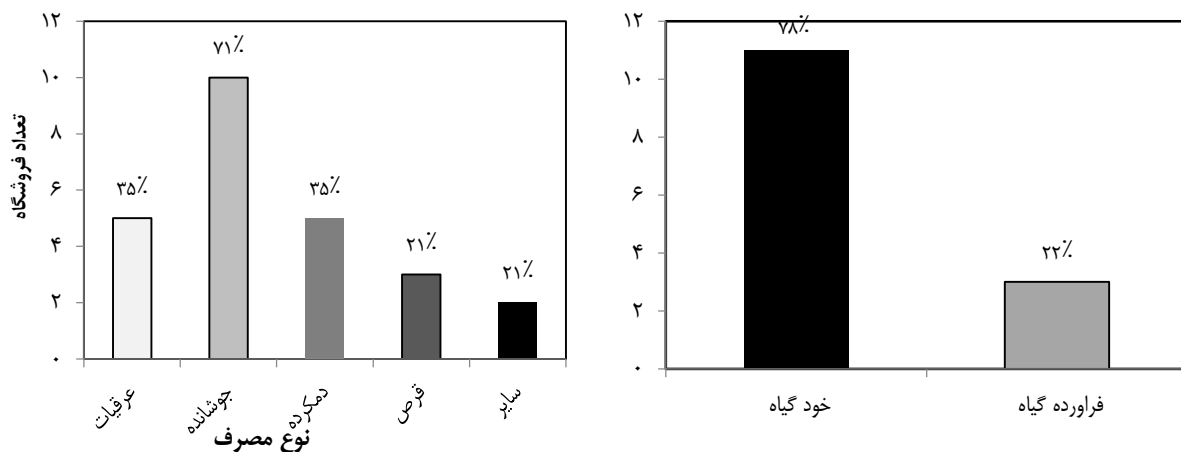 تعداد فروشگاه
۱۲
۱۰
۸
۶
۴
۲
۰
۳۵٪
۷۱٪
۳۵٪
۲۱٪
۲۱٪
عرقیات
جوشانده
دمکرده
قرص
سایر
نوع مصرف
۱۲
۱۰
۸
۶
۴
۲
۰
۷۸٪
۲۲٪
خود گیاه
فراورده گیاه